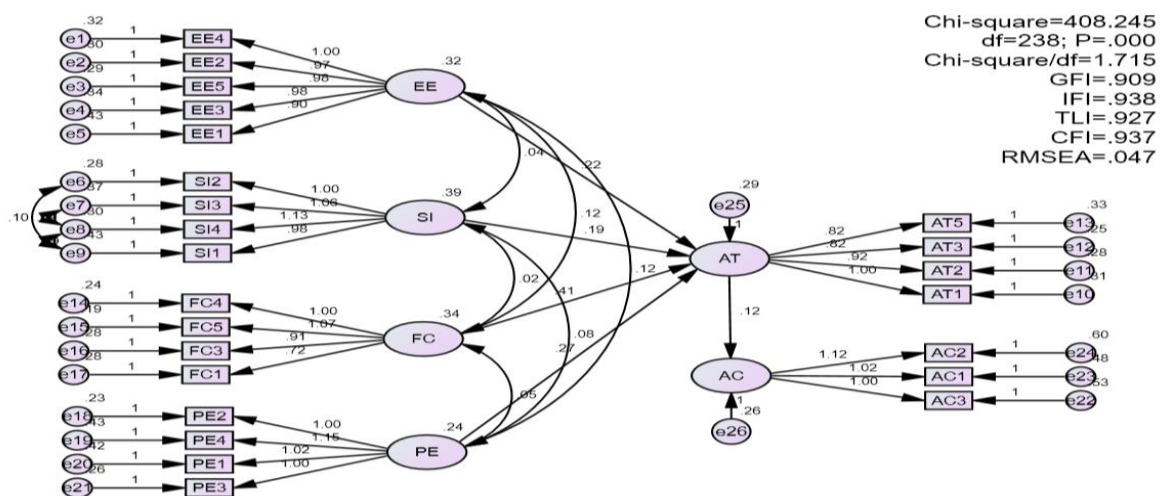 Chi-square=408.245
df=238; P=.000
Chi-square/df=1.715
GFI=.909
IFI=.938
TLI=.927
CFI=.937
RMSEA=.047
.32
e1 1 EE4 1.00
e2 1 EE2 .97
e3 1 EE5 .98
e4 1 EE3 .98
.43
e5 1 EE1 .90
.32
EE
.04
.22
.28
e6 1 SI2 1.00
e7 1 SI3 1.06
e8 1 SI4 1.13
.43
e9 1 SI1 .98
.10
.39
SI
.12
.19
.02
.24
e14 1 FC4 1.00
.19
e15 1 FC5 1.07
.28
e16 1 FC3 .91
.28
e17 1 FC1 .72
.34
FC
.12
.41
.08
.27
.05
.23
e18 1 PE2 1.00
.43
e19 1 PE4 1.15
.42
e20 1 PE1 1.02
.26
e21 1 PE3 1.00
.24
PE
.29
e25
1
AT
.82 AT5 1 e13 .33
.82 AT3 1 e12 .25
.92 AT2 1 e11 .28
1.00 AT1 1 e10 .31
.12
AC
1.12 AC2 1 e24 .60
1.02 AC1 1 e23 .48
1.00 AC3 1 e22 .53
1
.26
e26